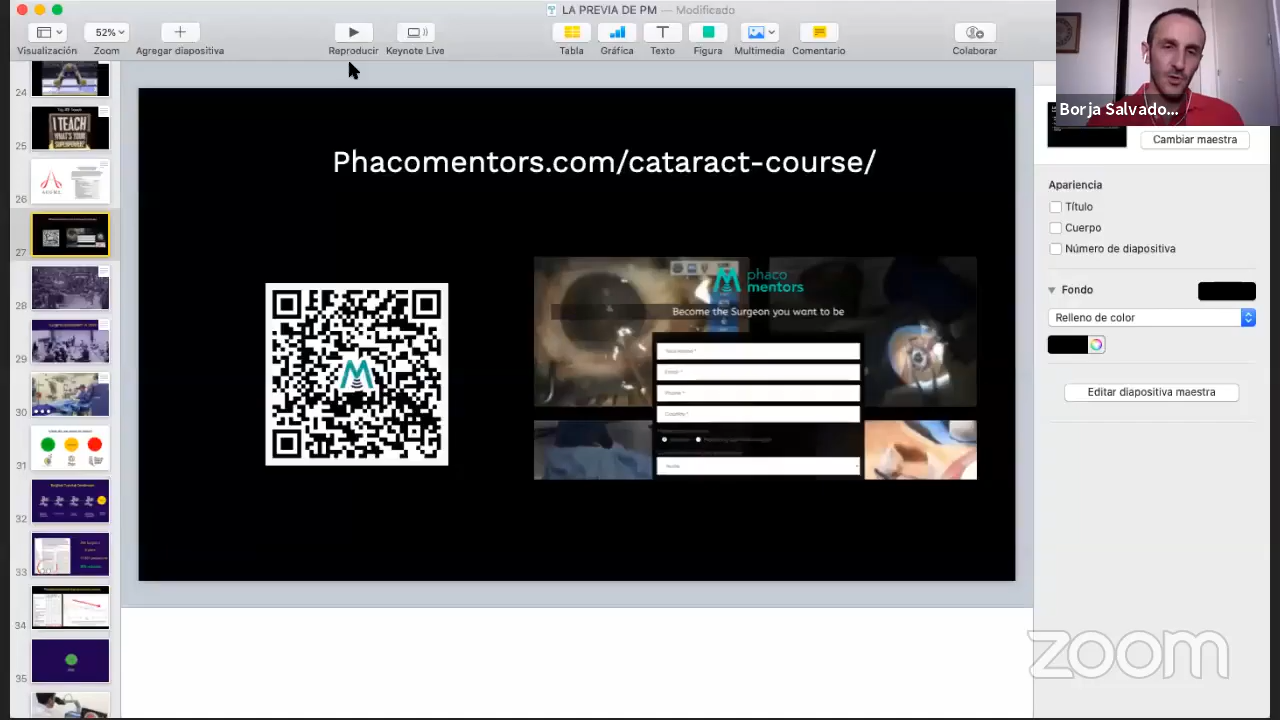 LA PREVIA DE PM — Modificado
52%
Visualización
Zoom
Agregar diapositiva
Reproducir
Keynote Live
Tabla
Gráfica
Texto
Figura
Multimedia
Comentario
Colaborar
Borja Salvado...
Cambiar maestra
Apariencia
Título
Cuerpo
Número de diapositiva
Fondo
Relleno de color
Editar diapositiva maestra
24
25
I TEACH
WHAT'S YOUR
SUPERPOWER?
26
27
29
30
31
32
33
34
35
Phacomentors.com/cataract-course/
M
phaco
mentors
Become the Surgeon you want to be
Email *
Phone *
Country *
zoom